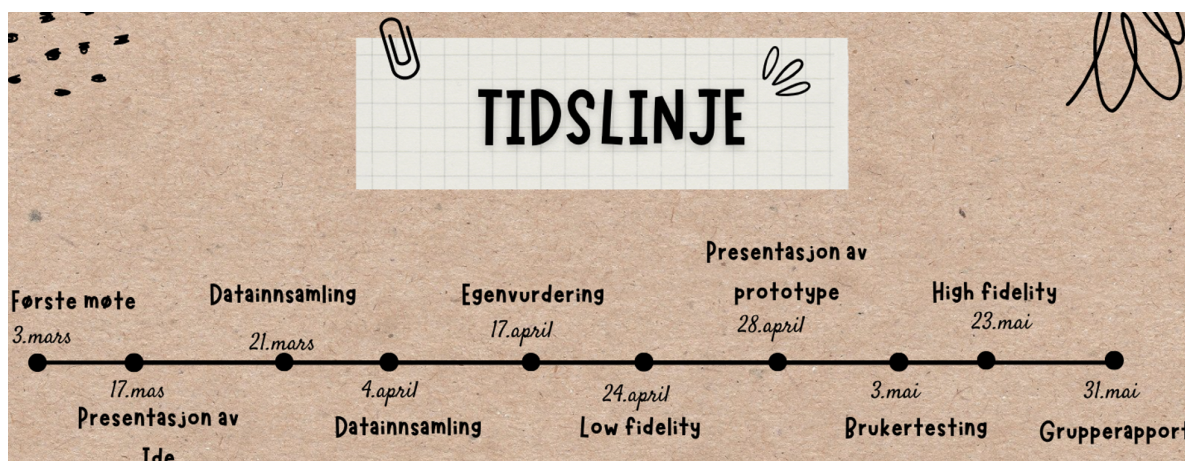 TIDSLINJE
Første møte
3.mars
17.mas
Presentasjon av
Ide
Datainnsamling
21.mars
4.april
Datainnsamling
Egenvurdering
17.april
24.april
Low fidelity
Presentasjon av
prototype
28.april
3.mai
Brukertesting
High fidelity
23.mai
31.mai
Grupperapport